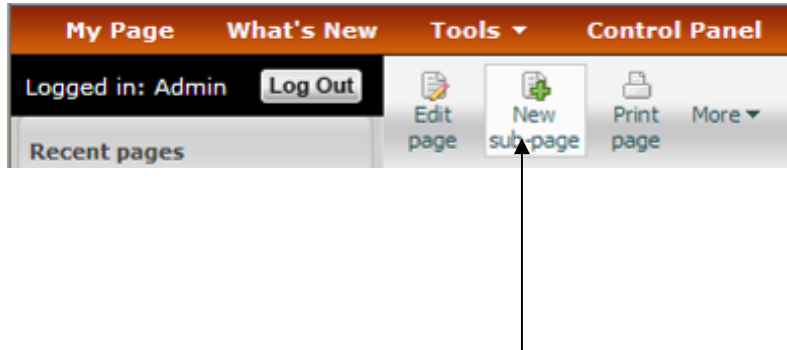 My Page What's New Tools Control Panel
Logged in: Admin Log Out
Edit page
New sub-page
Print page
More
Recent pages